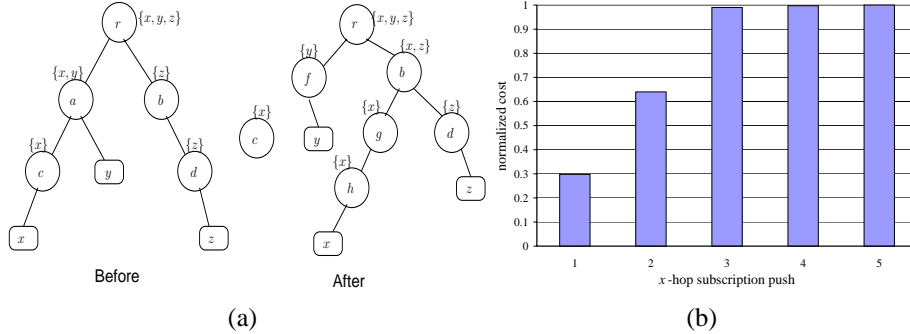 r {x, y, z}
{x, y}
a
{z}
b
{x}
c
y
{z}
d
x
z
Before
{x}
c
r {x, y, z}
{y}
f
{x, z}
b
{x}
g
{z}
d
y
{x}
h
z
x
After
(a)
normalized cost
1
0.9
0.8
0.7
0.6
0.5
0.4
0.3
0.2
0.1
0
1 2 3 4 5
x-hop subscription push
(b)